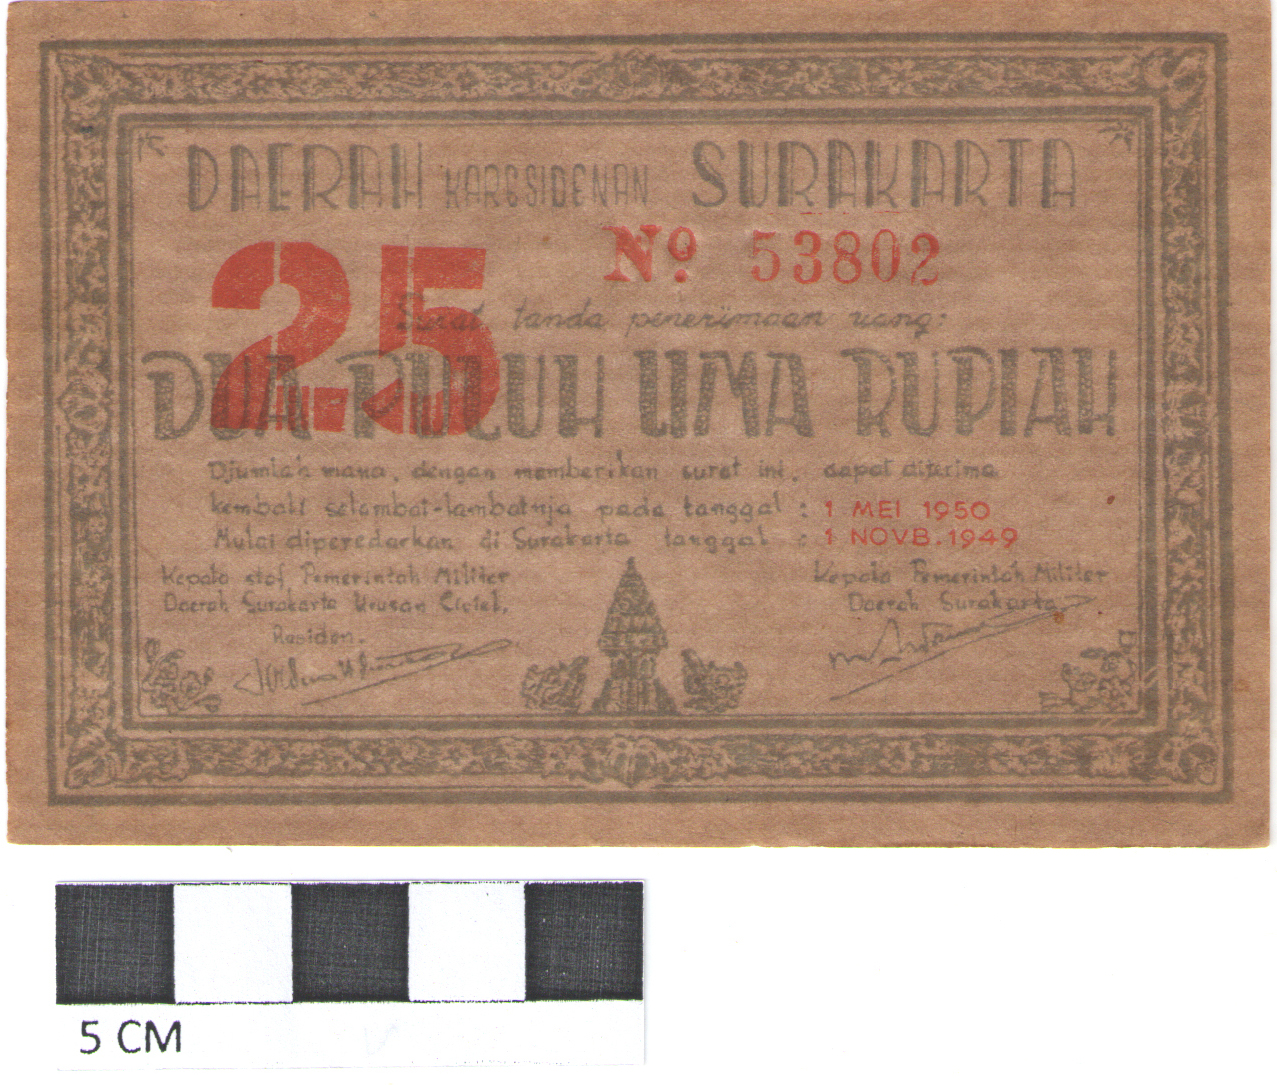 DAERAH KARESIDENAN SURAKARTA
25
No. 53802
Surat tanda penerimaan uang:
DUA PULUH LIMA RUPIAH
Djumlah mana, dengan memberikan surat ini, dapat diterima
kembali selambat-lambatnja pada tanggal : 1 MEI 1950
Mulai diperedarkan di Surakarta tanggal : 1 NOVB.1949
Kepala staf Pemerintah Militer
Daerah Surakarta Urusan Civiel,
Residen.
Kepala Pemerintah Militer
Daerah Surakarta
5 CM